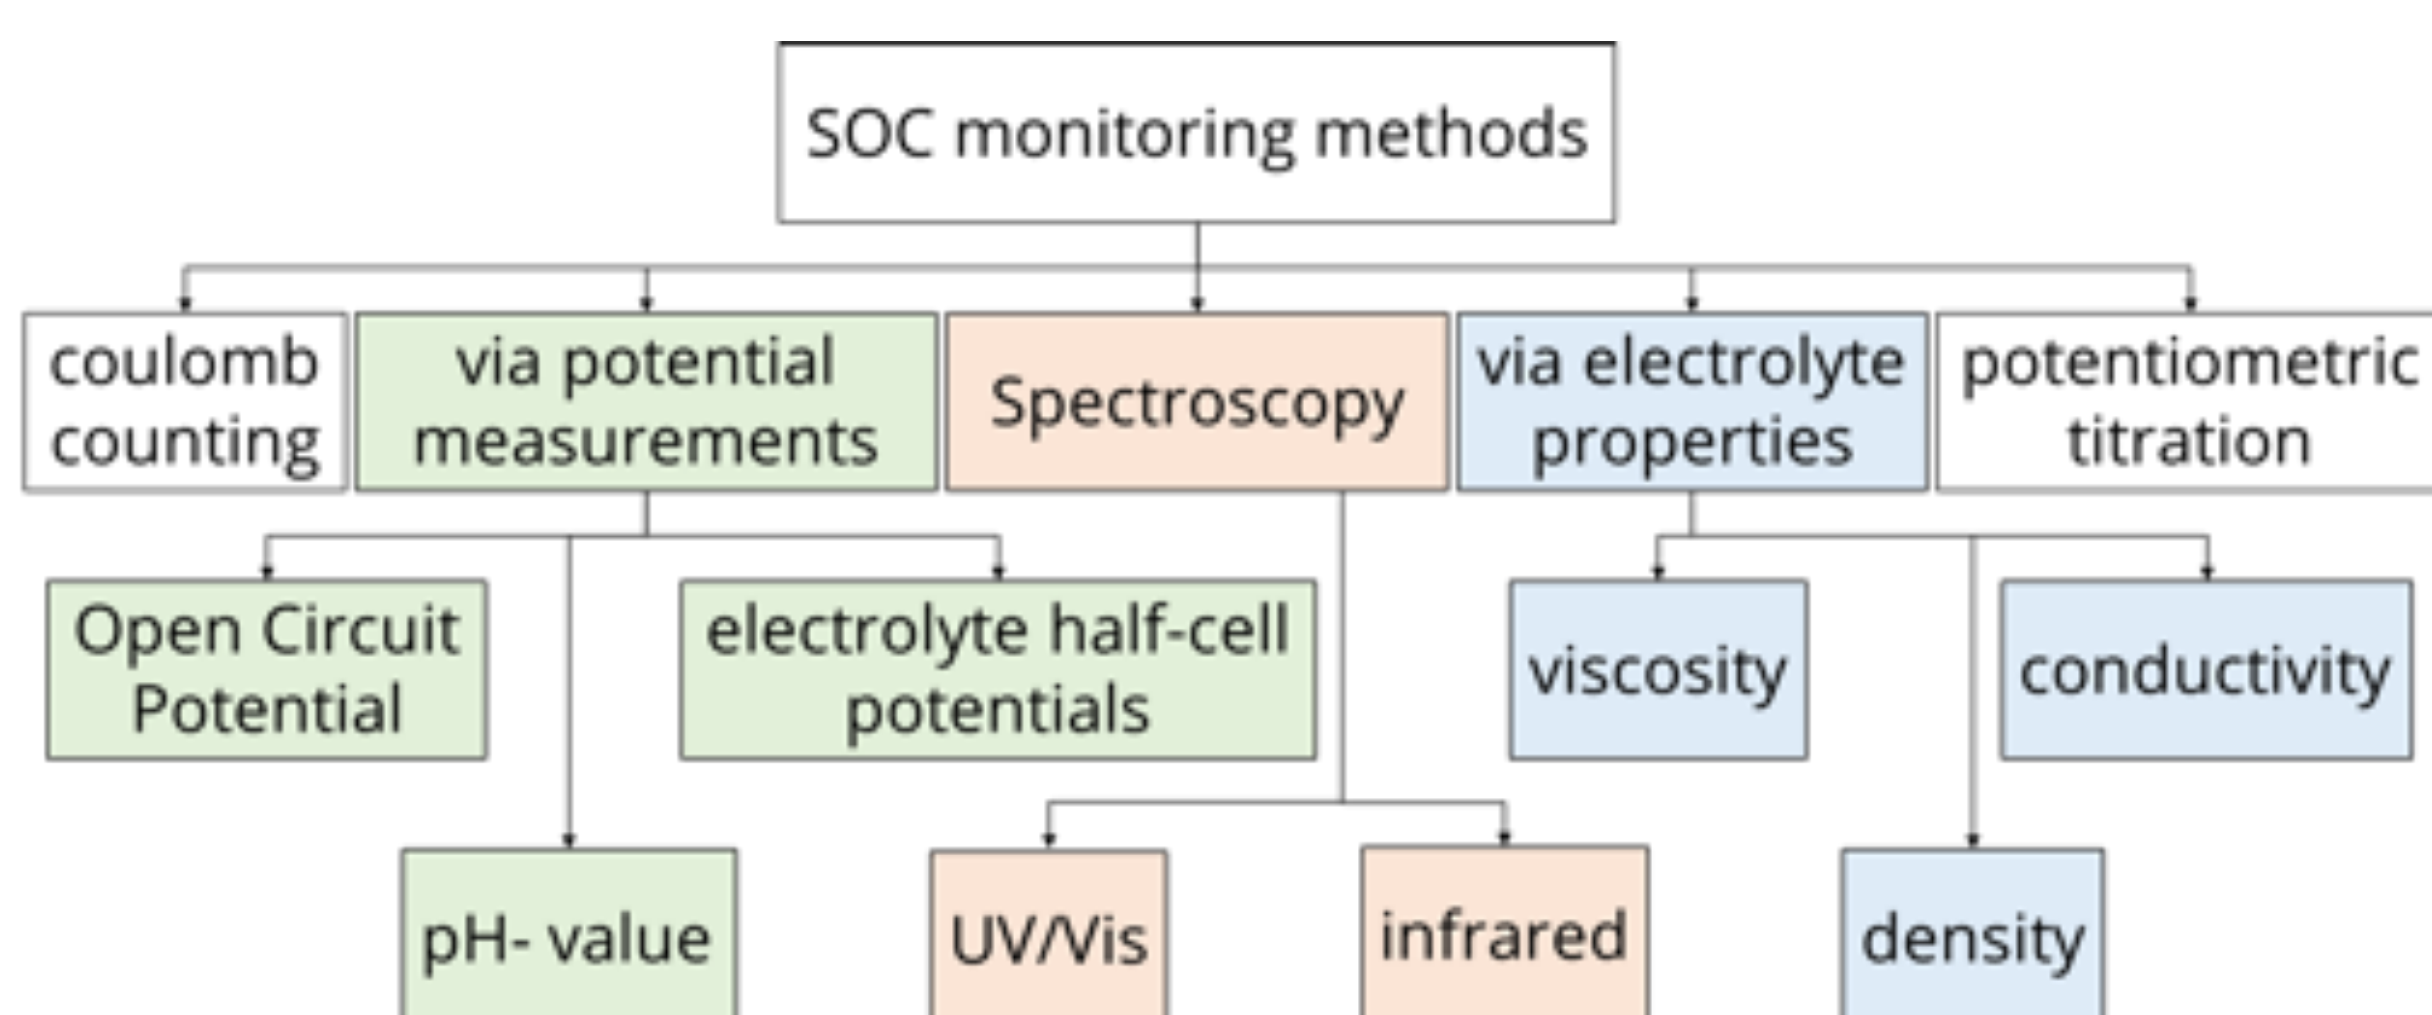 SOC monitoring methods
coulomb
counting
via potential
measurements
Spectroscopy
via electrolyte
properties
potentiometric
titration
Open Circuit
Potential
electrolyte half-cell
potentials
viscosity
conductivity
pH- value
UV/Vis
infrared
density